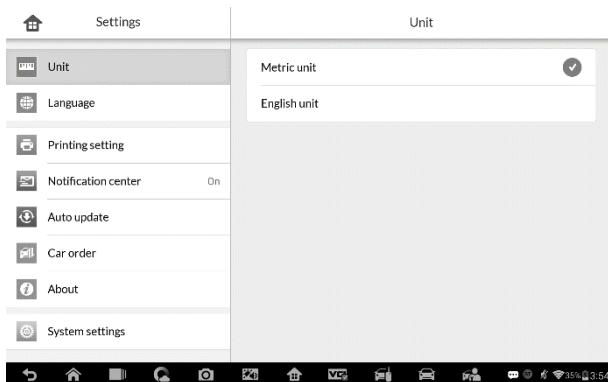 Settings
Unit
Unit
Metric unit
Language
English unit
Printing setting
Notification center On
Auto update
Car order
About
System settings
35% 3:54